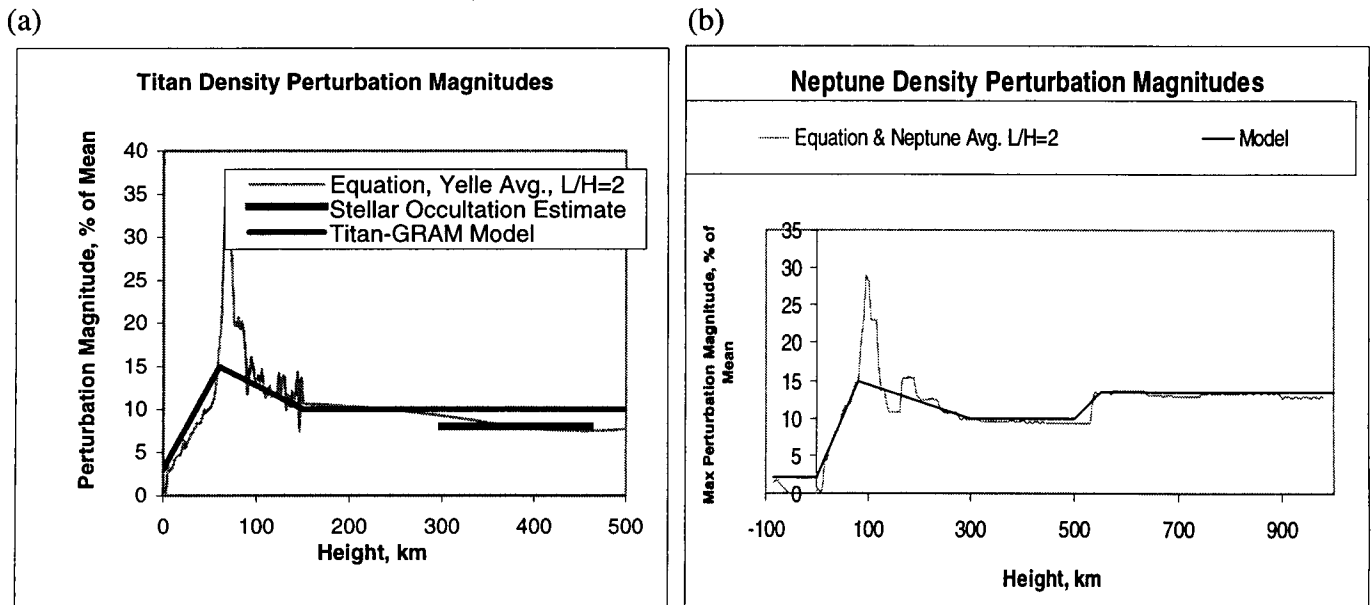 (a)
Titan Density Perturbation Magnitudes
Perturbation Magnitude, % of Mean
40
35
30
25
20
15
10
5
0
Equation, Yelle Avg., L/H=2
Stellar Occultation Estimate
Titan-GRAM Model
0 100 200 300 400 500
Height, km
(b)
Neptune Density Perturbation Magnitudes
Equation & Neptune Avg. L/H=2 Model
Max Perturbation Magnitude, % of
Mean
35
30
25
20
15
10
5
0
-100 100 300 500 700 900
Height, km